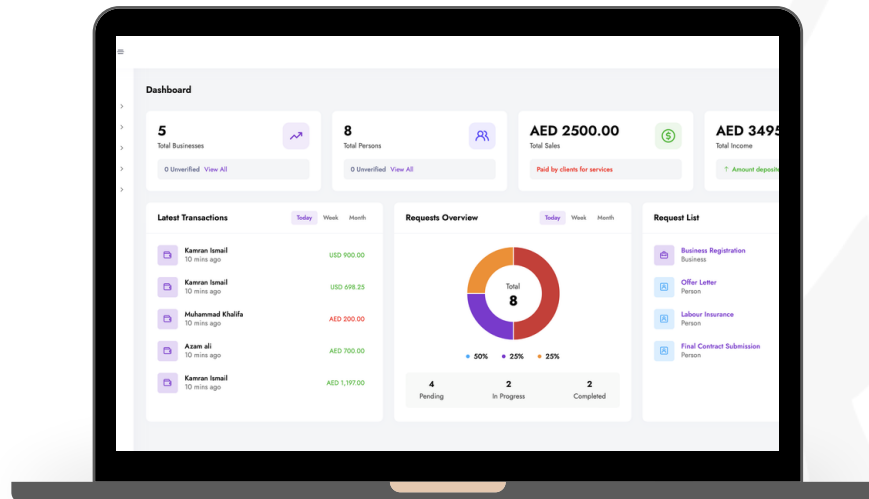 Dashboard
5
Total Businesses
0 Unverified View All
8
Total Persons
0 Unverified View All
AED 2500.00
Total Sales
Paid by clients for services
AED 3495
Total Income
↑ Amount deposite
Latest Transactions
Today Week Month
Kamran Ismail
10 mins ago
USD 900.00
Kamran Ismail
10 mins ago
USD 698.25
Muhammad Khalifa
10 mins ago
AED 200.00
Azam ali
10 mins ago
AED 700.00
Kamran Ismail
10 mins ago
AED 1,197.00
Requests Overview
Today Week Month
Total
8
50% 25% 25%
4
Pending
2
In Progress
2
Completed
Request List
Business Registration
Business
Offer Letter
Person
Labour Insurance
Person
Final Contract Submission
Person